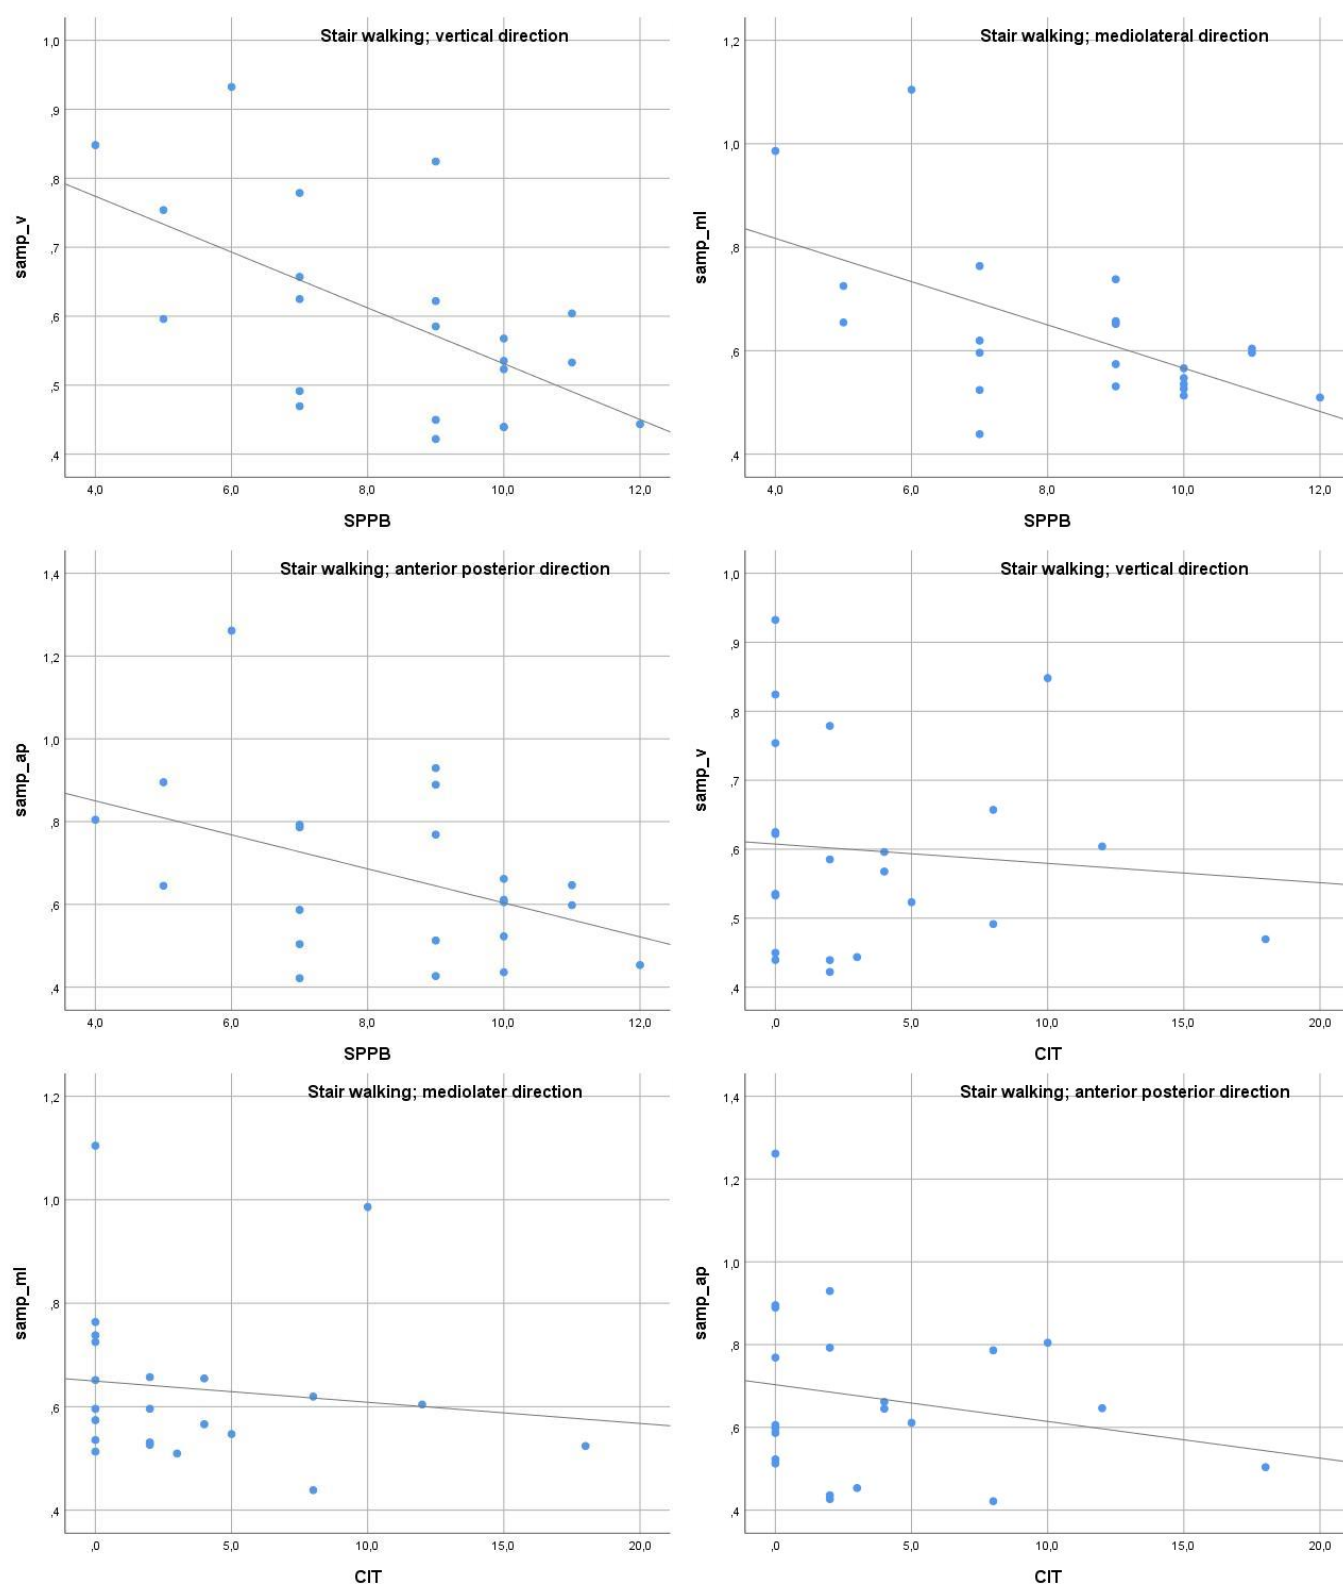 Stair walking; vertical direction
1,0
,9
,8
,7
,6
,5
,4
samp_v
4,0 6,0 8,0 10,0 12,0
SPPB
Stair walking; mediolateral direction
1,2
1,0
,8
,6
,4
samp_ml
4,0 6,0 8,0 10,0 12,0
SPPB
Stair walking; anterior posterior direction
1,4
1,2
1,0
,8
,6
,4
samp_ap
4,0 6,0 8,0 10,0 12,0
SPPB
Stair walking; vertical direction
1,0
,9
,8
,7
,6
,5
,4
samp_v
,0 5,0 10,0 15,0 20,0
CIT
Stair walking; mediolater direction
1,2
1,0
,8
,6
,4
samp_ml
,0 5,0 10,0 15,0 20,0
CIT
Stair walking; anterior posterior direction
1,4
1,2
1,0
,8
,6
,4
samp_ap
,0 5,0 10,0 15,0 20,0
CIT